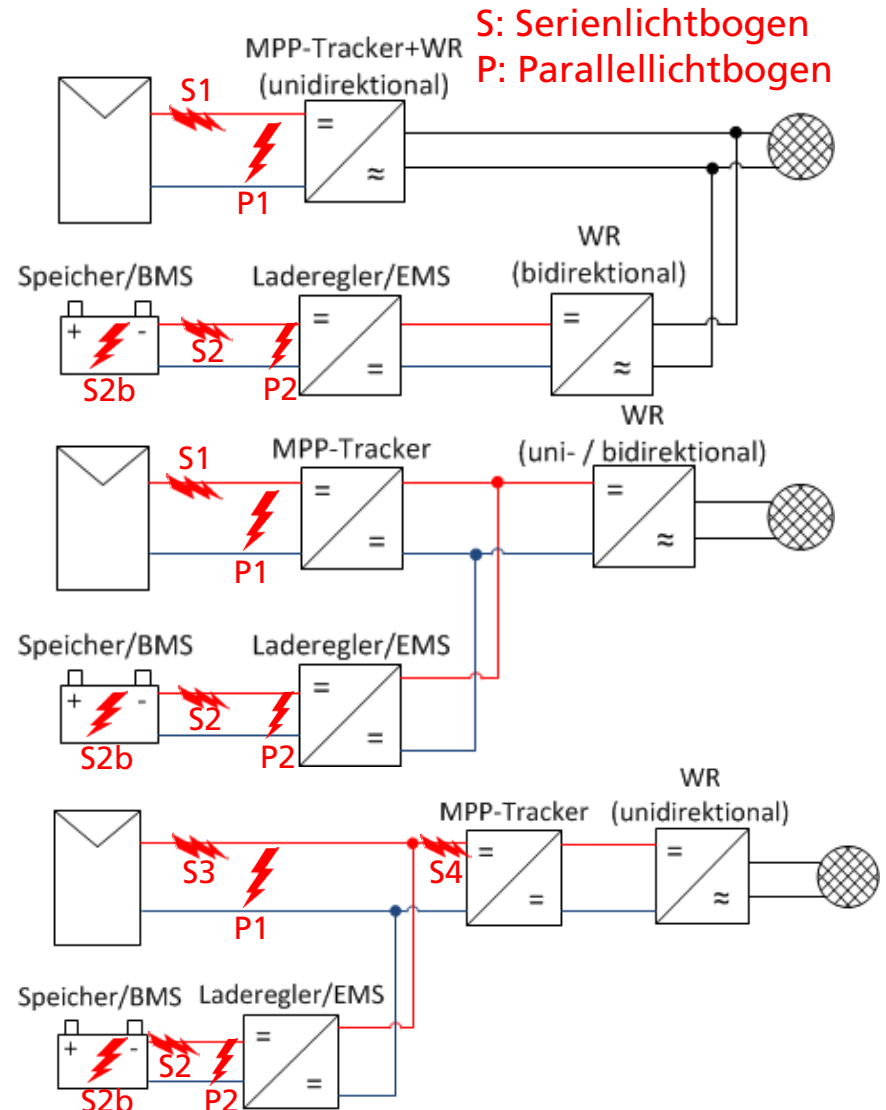 S: Serienlichtbogen
P: Parallellichtbogen
MPP-Tracker+WR
(unidirektional)
S1
=
≈
P1
WR
(bidirektional)
Speicher/BMS
Laderegler/EMS
+ -
S2
=
=
=
≈
S2b
P2
WR
(uni- / bidirektional)
MPP-Tracker
S1
=
=
=
≈
P1
Speicher/BMS
Laderegler/EMS
+ -
S2
=
=
S2b
P2
WR
(unidirektional)
MPP-Tracker
S3
S4
=
=
=
≈
P1
Speicher/BMS
Laderegler/EMS
+ -
S2
=
=
S2b
P2